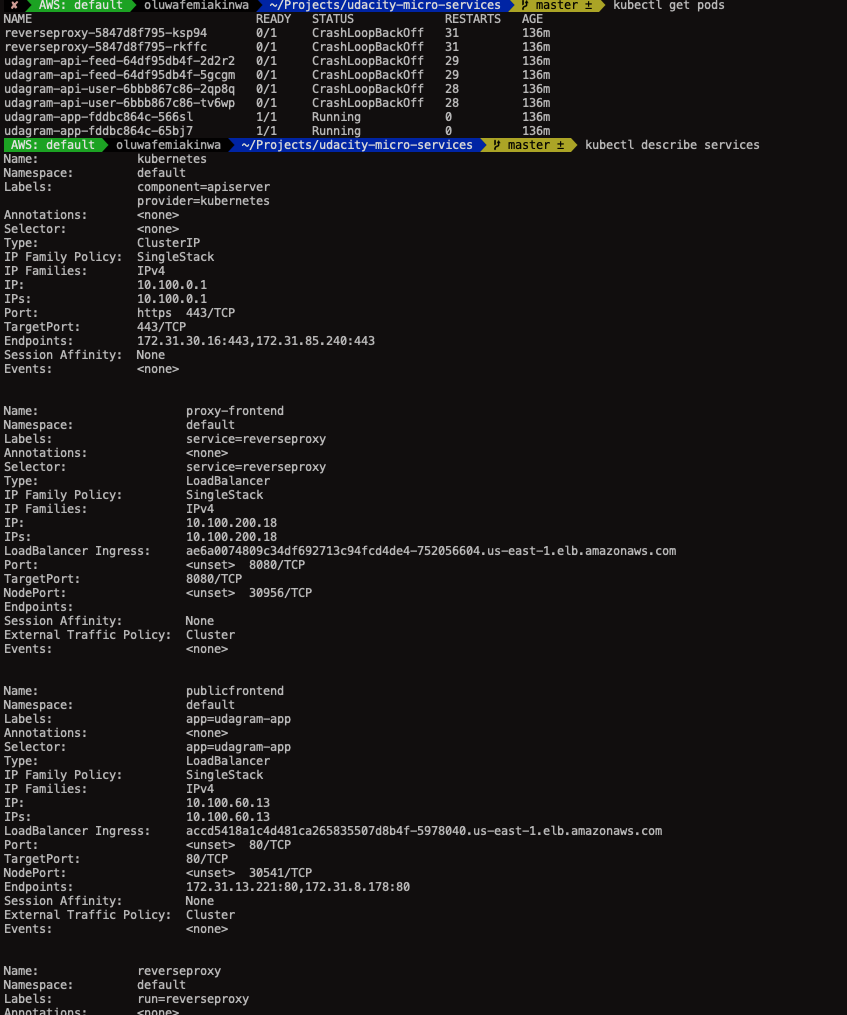 ✘ AWS: default oluwafemiakinwa ~/Projects/udacity-micro-services master ± kubectl get pods
NAME READY STATUS RESTARTS AGE
reverseproxy-5847d8f795-ksp94 0/1 CrashLoopBackOff 31 136m
reverseproxy-5847d8f795-rkffc 0/1 CrashLoopBackOff 31 136m
udagram-api-feed-64df95db4f-2d2r2 0/1 CrashLoopBackOff 29 136m
udagram-api-feed-64df95db4f-5gcgm 0/1 CrashLoopBackOff 29 136m
udagram-api-user-6bbb867c86-2qp8q 0/1 CrashLoopBackOff 28 136m
udagram-api-user-6bbb867c86-tv6wp 0/1 CrashLoopBackOff 28 136m
udagram-app-fddbc864c-566sl 1/1 Running 0 136m
udagram-app-fddbc864c-65bj7 1/1 Running 0 136m
AWS: default oluwafemiakinwa ~/Projects/udacity-micro-services master ± kubectl describe services
Name: kubernetes
Namespace: default
Labels: component=apiserver
provider=kubernetes
Annotations: <none>
Selector: <none>
Type: ClusterIP
IP Family Policy: SingleStack
IP Families: IPv4
IP: 10.100.0.1
IPs: 10.100.0.1
Port: https 443/TCP
TargetPort: 443/TCP
Endpoints: 172.31.30.16:443,172.31.85.240:443
Session Affinity: None
Events: <none>
Name: proxy-frontend
Namespace: default
Labels: service=reverseproxy
Annotations: <none>
Selector: service=reverseproxy
Type: LoadBalancer
IP Family Policy: SingleStack
IP Families: IPv4
IP: 10.100.200.18
IPs: 10.100.200.18
LoadBalancer Ingress: ae6a0074809c34df692713c94fcd4de4-752056604.us-east-1.elb.amazonaws.com
Port: <unset> 8080/TCP
TargetPort: 8080/TCP
NodePort: <unset> 30956/TCP
Endpoints:
Session Affinity: None
External Traffic Policy: Cluster
Events: <none>
Name: publicfrontend
Namespace: default
Labels: app=udagram-app
Annotations: <none>
Selector: app=udagram-app
Type: LoadBalancer
IP Family Policy: SingleStack
IP Families: IPv4
IP: 10.100.60.13
IPs: 10.100.60.13
LoadBalancer Ingress: accd5418a1c4d481ca265835507d8b4f-5978040.us-east-1.elb.amazonaws.com
Port: <unset> 80/TCP
TargetPort: 80/TCP
NodePort: <unset> 30541/TCP
Endpoints: 172.31.13.221:80,172.31.8.178:80
Session Affinity: None
External Traffic Policy: Cluster
Events: <none>
Name: reverseproxy
Namespace: default
Labels: run=reverseproxy
Annotations: <none>